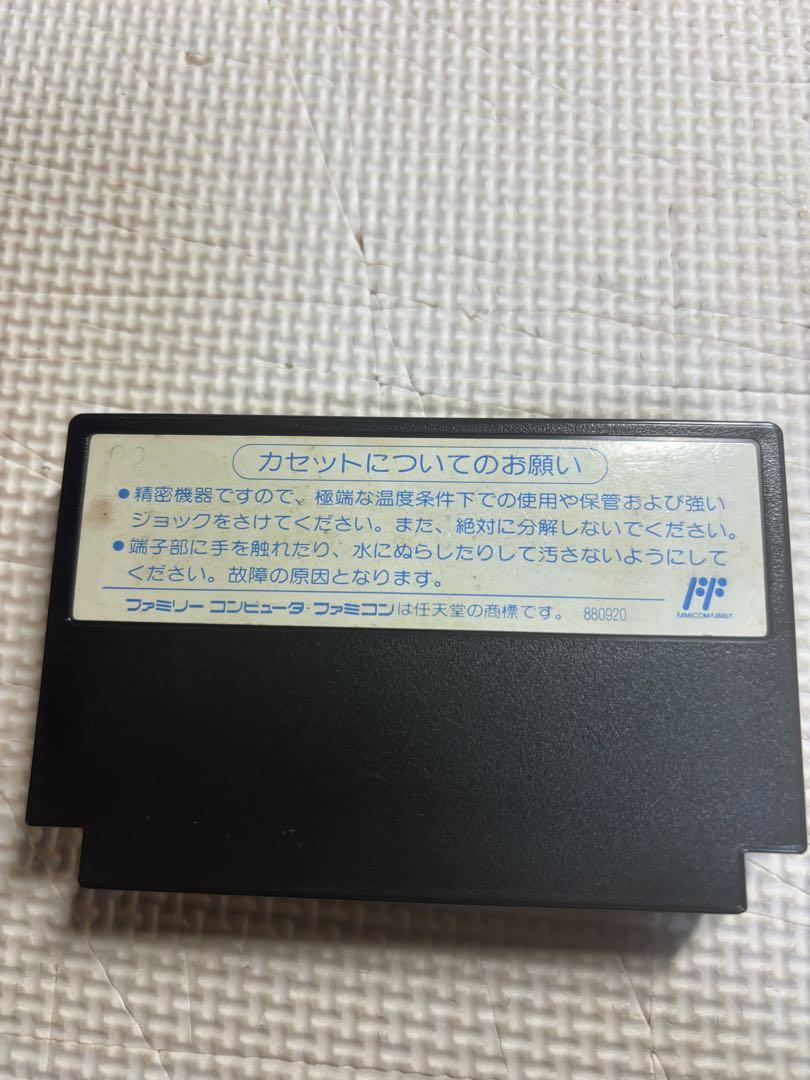 カセットについてのお願い
●精密機器ですので、極端な温度条件下での使用や保管および強い
ショックをさけてください。また、絶対に分解しないでください。
●端子部に手を触れたり、水にぬらしたりして汚さないようにして
ください。故障の原因となります。
ファミリーコンピュータ・ファミコンは任天堂の商標です。 880920
FAMICOM FAMILY